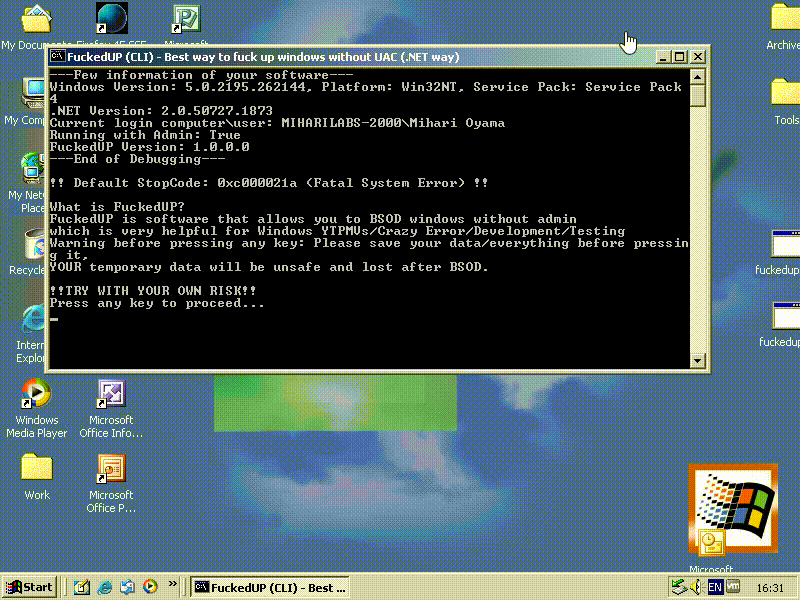 My Documents
Microsoft
Archive
FuckedUP (CLI) - Best way to fuck up windows without UAC (.NET way)
---Few information of your software---
Windows Version: 5.0.2195.262144, Platform: Win32NT, Service Pack: Service Pack
4
.NET Version: 2.0.50727.1873
Current login computer\user: MIHARILABS-2000\Mihari Oyama
Running with Admin: True
FuckedUP Version: 1.0.0.0
---End of Debugging---
!! Default StopCode: 0xc000021a (Fatal System Error) !!
What is FuckedUP?
FuckedUP is software that allows you to BSOD windows without admin
which is very helpful for Windows YTPMVs/Crazy Error/Development/Testing
Warning before pressing any key: Please save your data/everything before pressin
g it,
YOUR temporary data will be unsafe and lost after BSOD.
!!TRY WITH YOUR OWN RISK!!
Press any key to proceed...
My Comp
My Net
Place
Recycle
Intern
Explo
Tools
fuckedup
fuckedup
Windows
Media Player
Microsoft
Office Info...
Work
Microsoft
Office P...
Microsoft
Start
»
FuckedUP (CLI) - Best ...
EN
vm
16:31